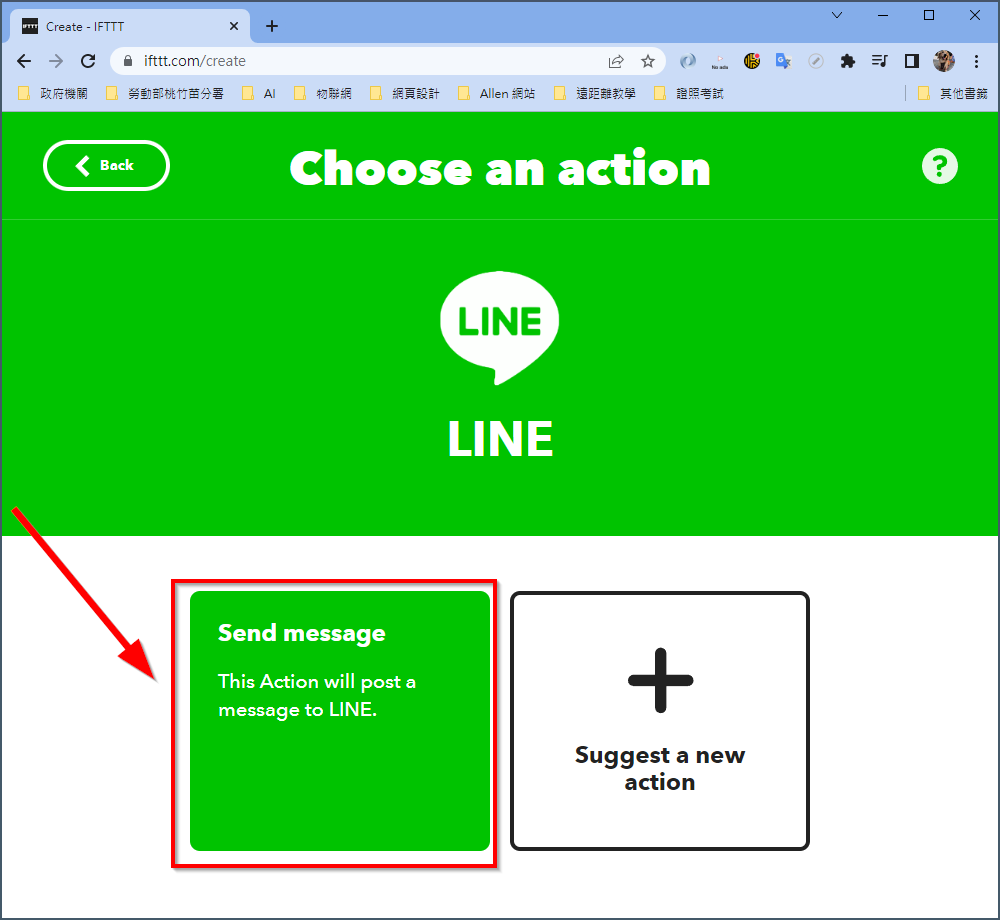 IFTTT
Create - IFTTT
ifttt.com/create
No ads
政府機關
勞動部桃竹苗分署
AI
物聯網
網頁設計
Allen 網站
遠距離教學
證照考試
其他書籤
Back
Choose an action
?
LINE
LINE
Send message
This Action will post a
message to LINE.
Suggest a new
action